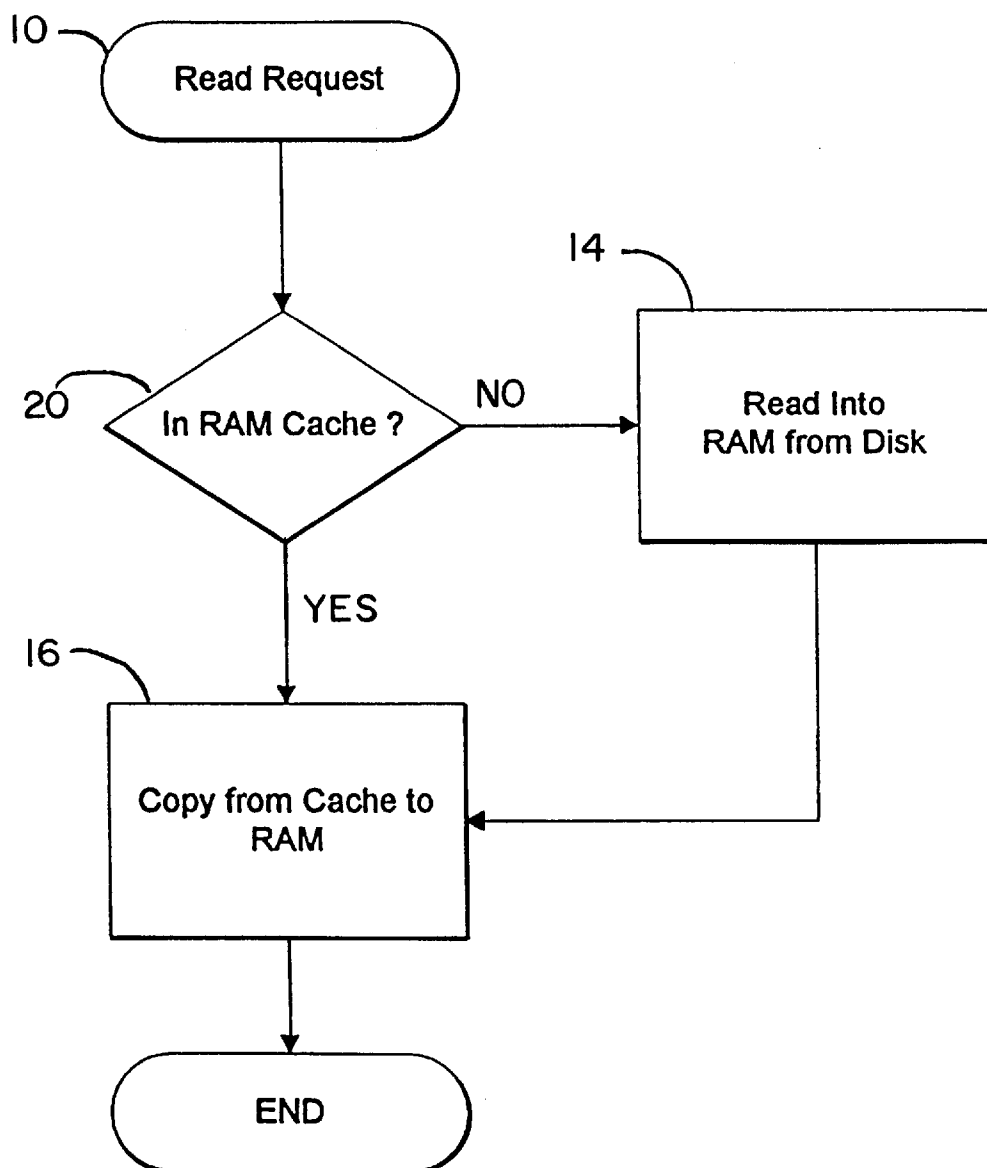 10
Read Request
14
20
In RAM Cache ?
NO
Read Into
RAM from Disk
YES
16
Copy from Cache to
RAM
END